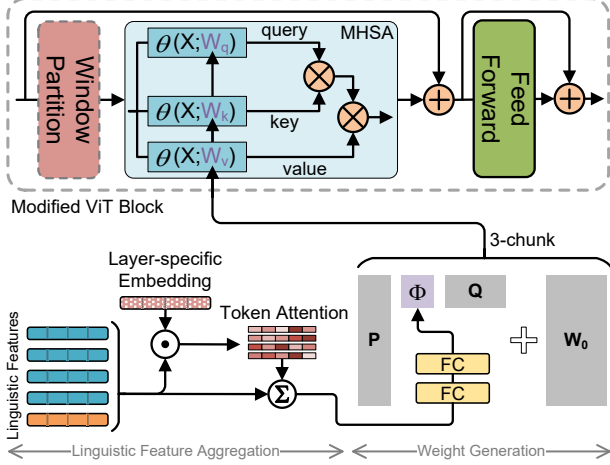 Window
Partition
θ(X;Wq)
θ(X;Wk)
θ(X;Wv)
query
key
value
MHSA
Feed
Forward
Modified ViT Block
3-chunk
Layer-specific
Embedding
Token Attention
Linguistic Features
Σ
P
Φ
Q
W₀
FC
FC
Linguistic Feature Aggregation
Weight Generation